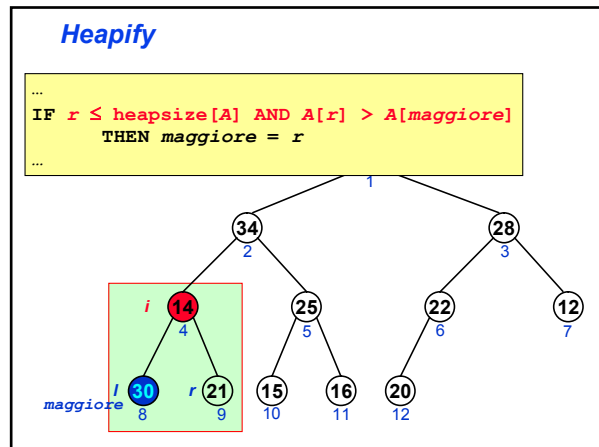 Heapify
…
IF r ≤ heapsize[A] AND A[r] > A[maggiore]
THEN maggiore = r
…
1
34 28
2 3
i 14 25 22 12
4 5 6 7
l 30 r 21 15 16 20
maggiore 8 9 10 11 12